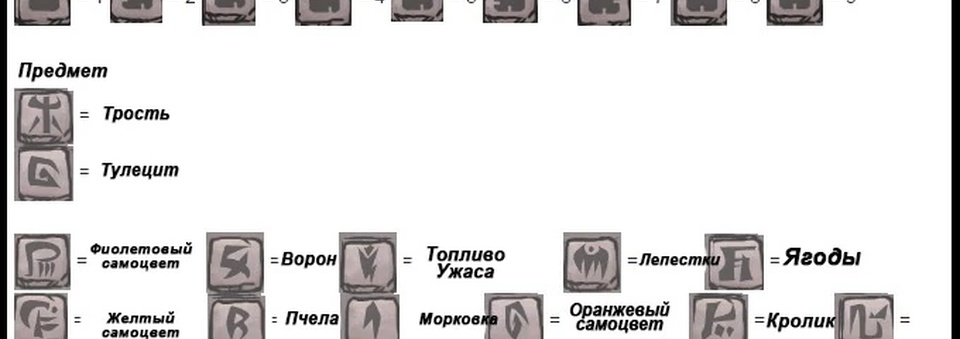 Предмет
= Трость
= Тулецит
= Фиолетовый самоцвет = Ворон = Топливо Ужаса = Лепестки = Ягоды
= Желтый самоцвет = Пчела Морковка = Оранжевый самоцвет = Кролик =